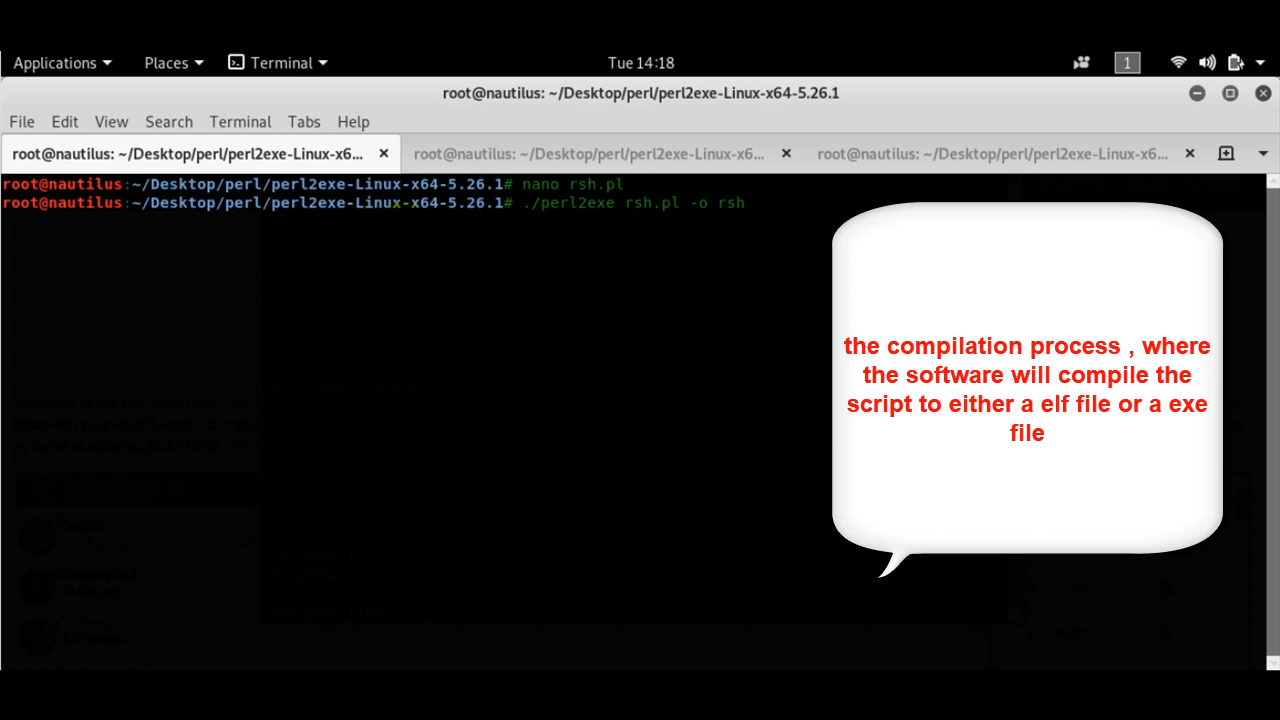 Applications Places Terminal Tue 14:18 1
root@nautilus: ~/Desktop/perl/perl2exe-Linux-x64-5.26.1
File Edit View Search Terminal Tabs Help
root@nautilus: ~/Desktop/perl/perl2exe-Linux-x6... root@nautilus: ~/Desktop/perl/perl2exe-Linux-x6... root@nautilus: ~/Desktop/perl/perl2exe-Linux-x6...
root@nautilus:~/Desktop/perl/perl2exe-Linux-x64-5.26.1# nano rsh.pl
root@nautilus:~/Desktop/perl/perl2exe-Linux-x64-5.26.1# ./perl2exe rsh.pl -o rsh
the compilation process , where
the software will compile the
script to either a elf file or a exe
file